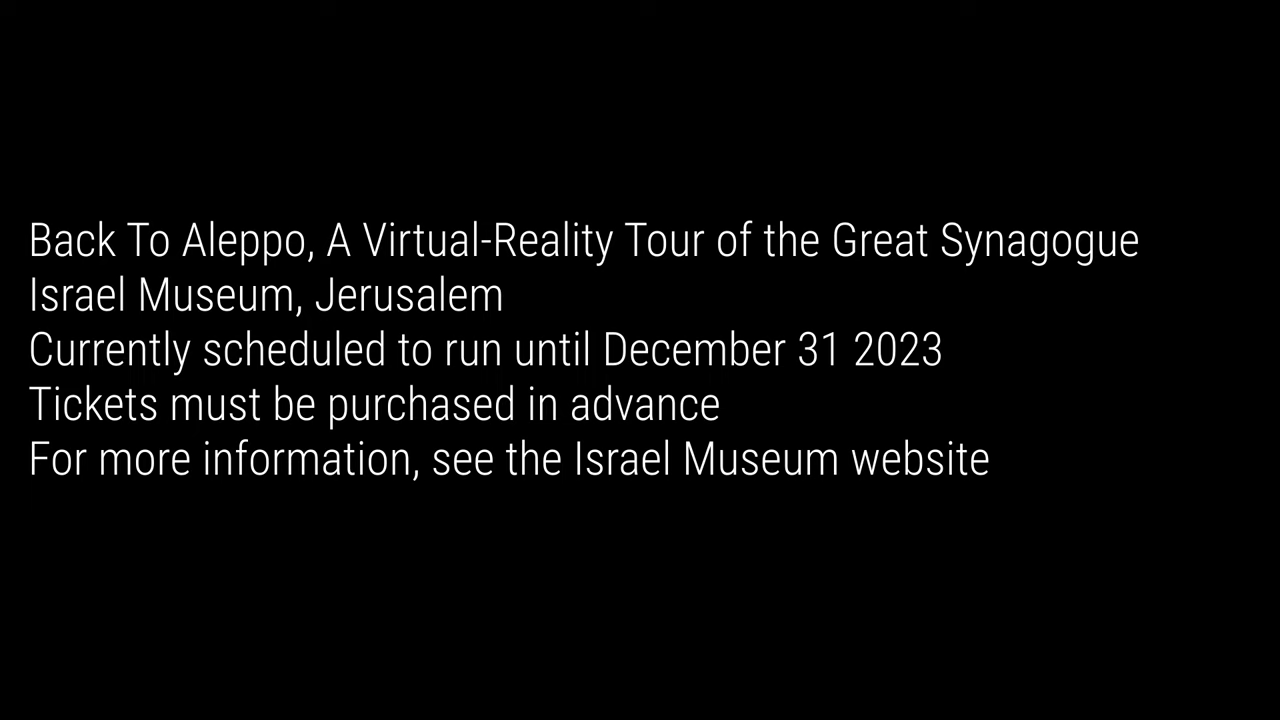 Back To Aleppo, A Virtual-Reality Tour of the Great Synagogue
Israel Museum, Jerusalem
Currently scheduled to run until December 31 2023
Tickets must be purchased in advance
For more information, see the Israel Museum website